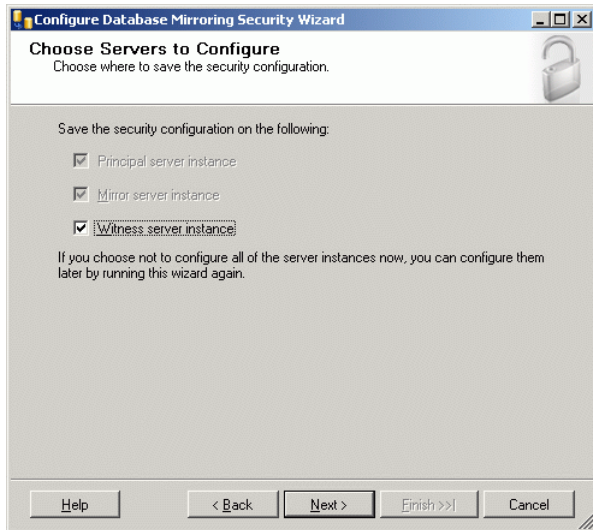 Configure Database Mirroring Security Wizard
Choose Servers to Configure
Choose where to save the security configuration.
Save the security configuration on the following:
Principal server instance
Mirror server instance
Witness server instance
If you choose not to configure all of the server instances now, you can configure them
later by running this wizard again.
Help
< Back
Next >
Finish >>|
Cancel